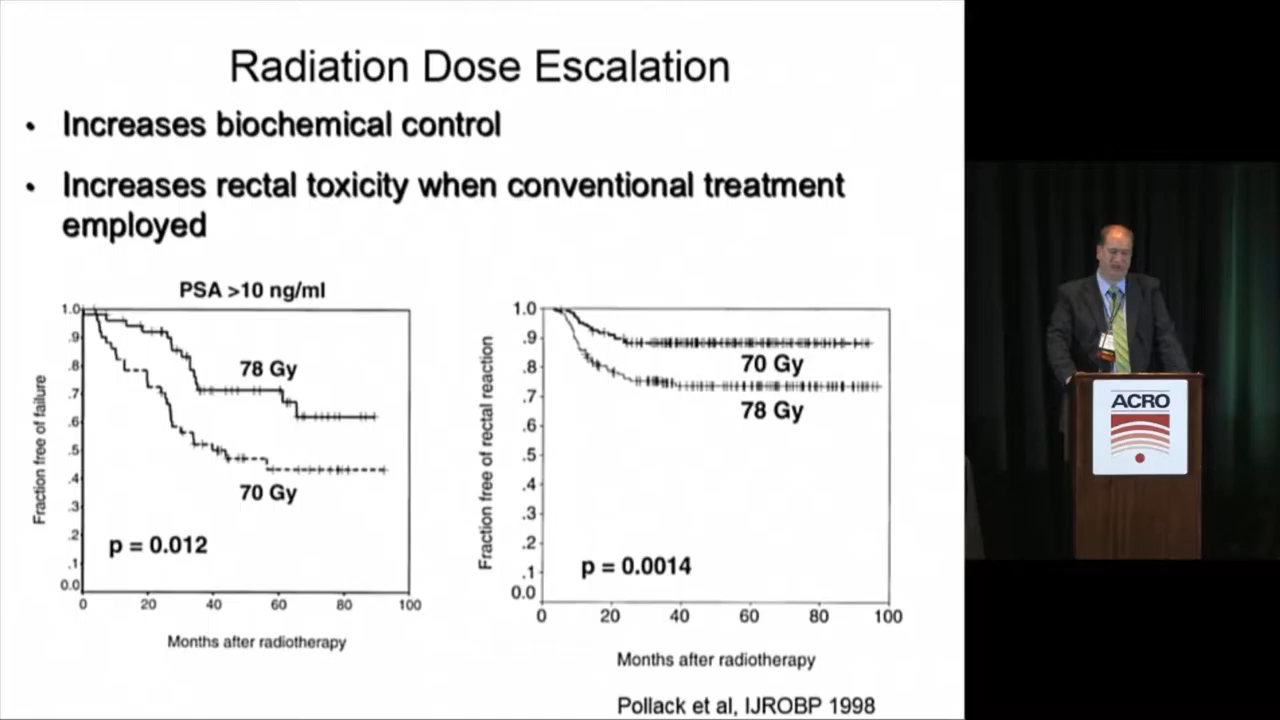 Radiation Dose Escalation
• Increases biochemical control
• Increases rectal toxicity when conventional treatment
employed
PSA >10 ng/ml
1.0
.9
.8
.7
.6
.5
.4
.3
.2
.1
0.0
Fraction free of failure
78 Gy
70 Gy
p = 0.012
0 20 40 60 80 100
Months after radiotherapy
1.0
.9
.8
.7
.6
.5
.4
.3
.2
.1
0.0
Fraction free of rectal reaction
70 Gy
78 Gy
p = 0.0014
0 20 40 60 80 100
Months after radiotherapy
Pollack et al, IJROBP 1998
ACRO